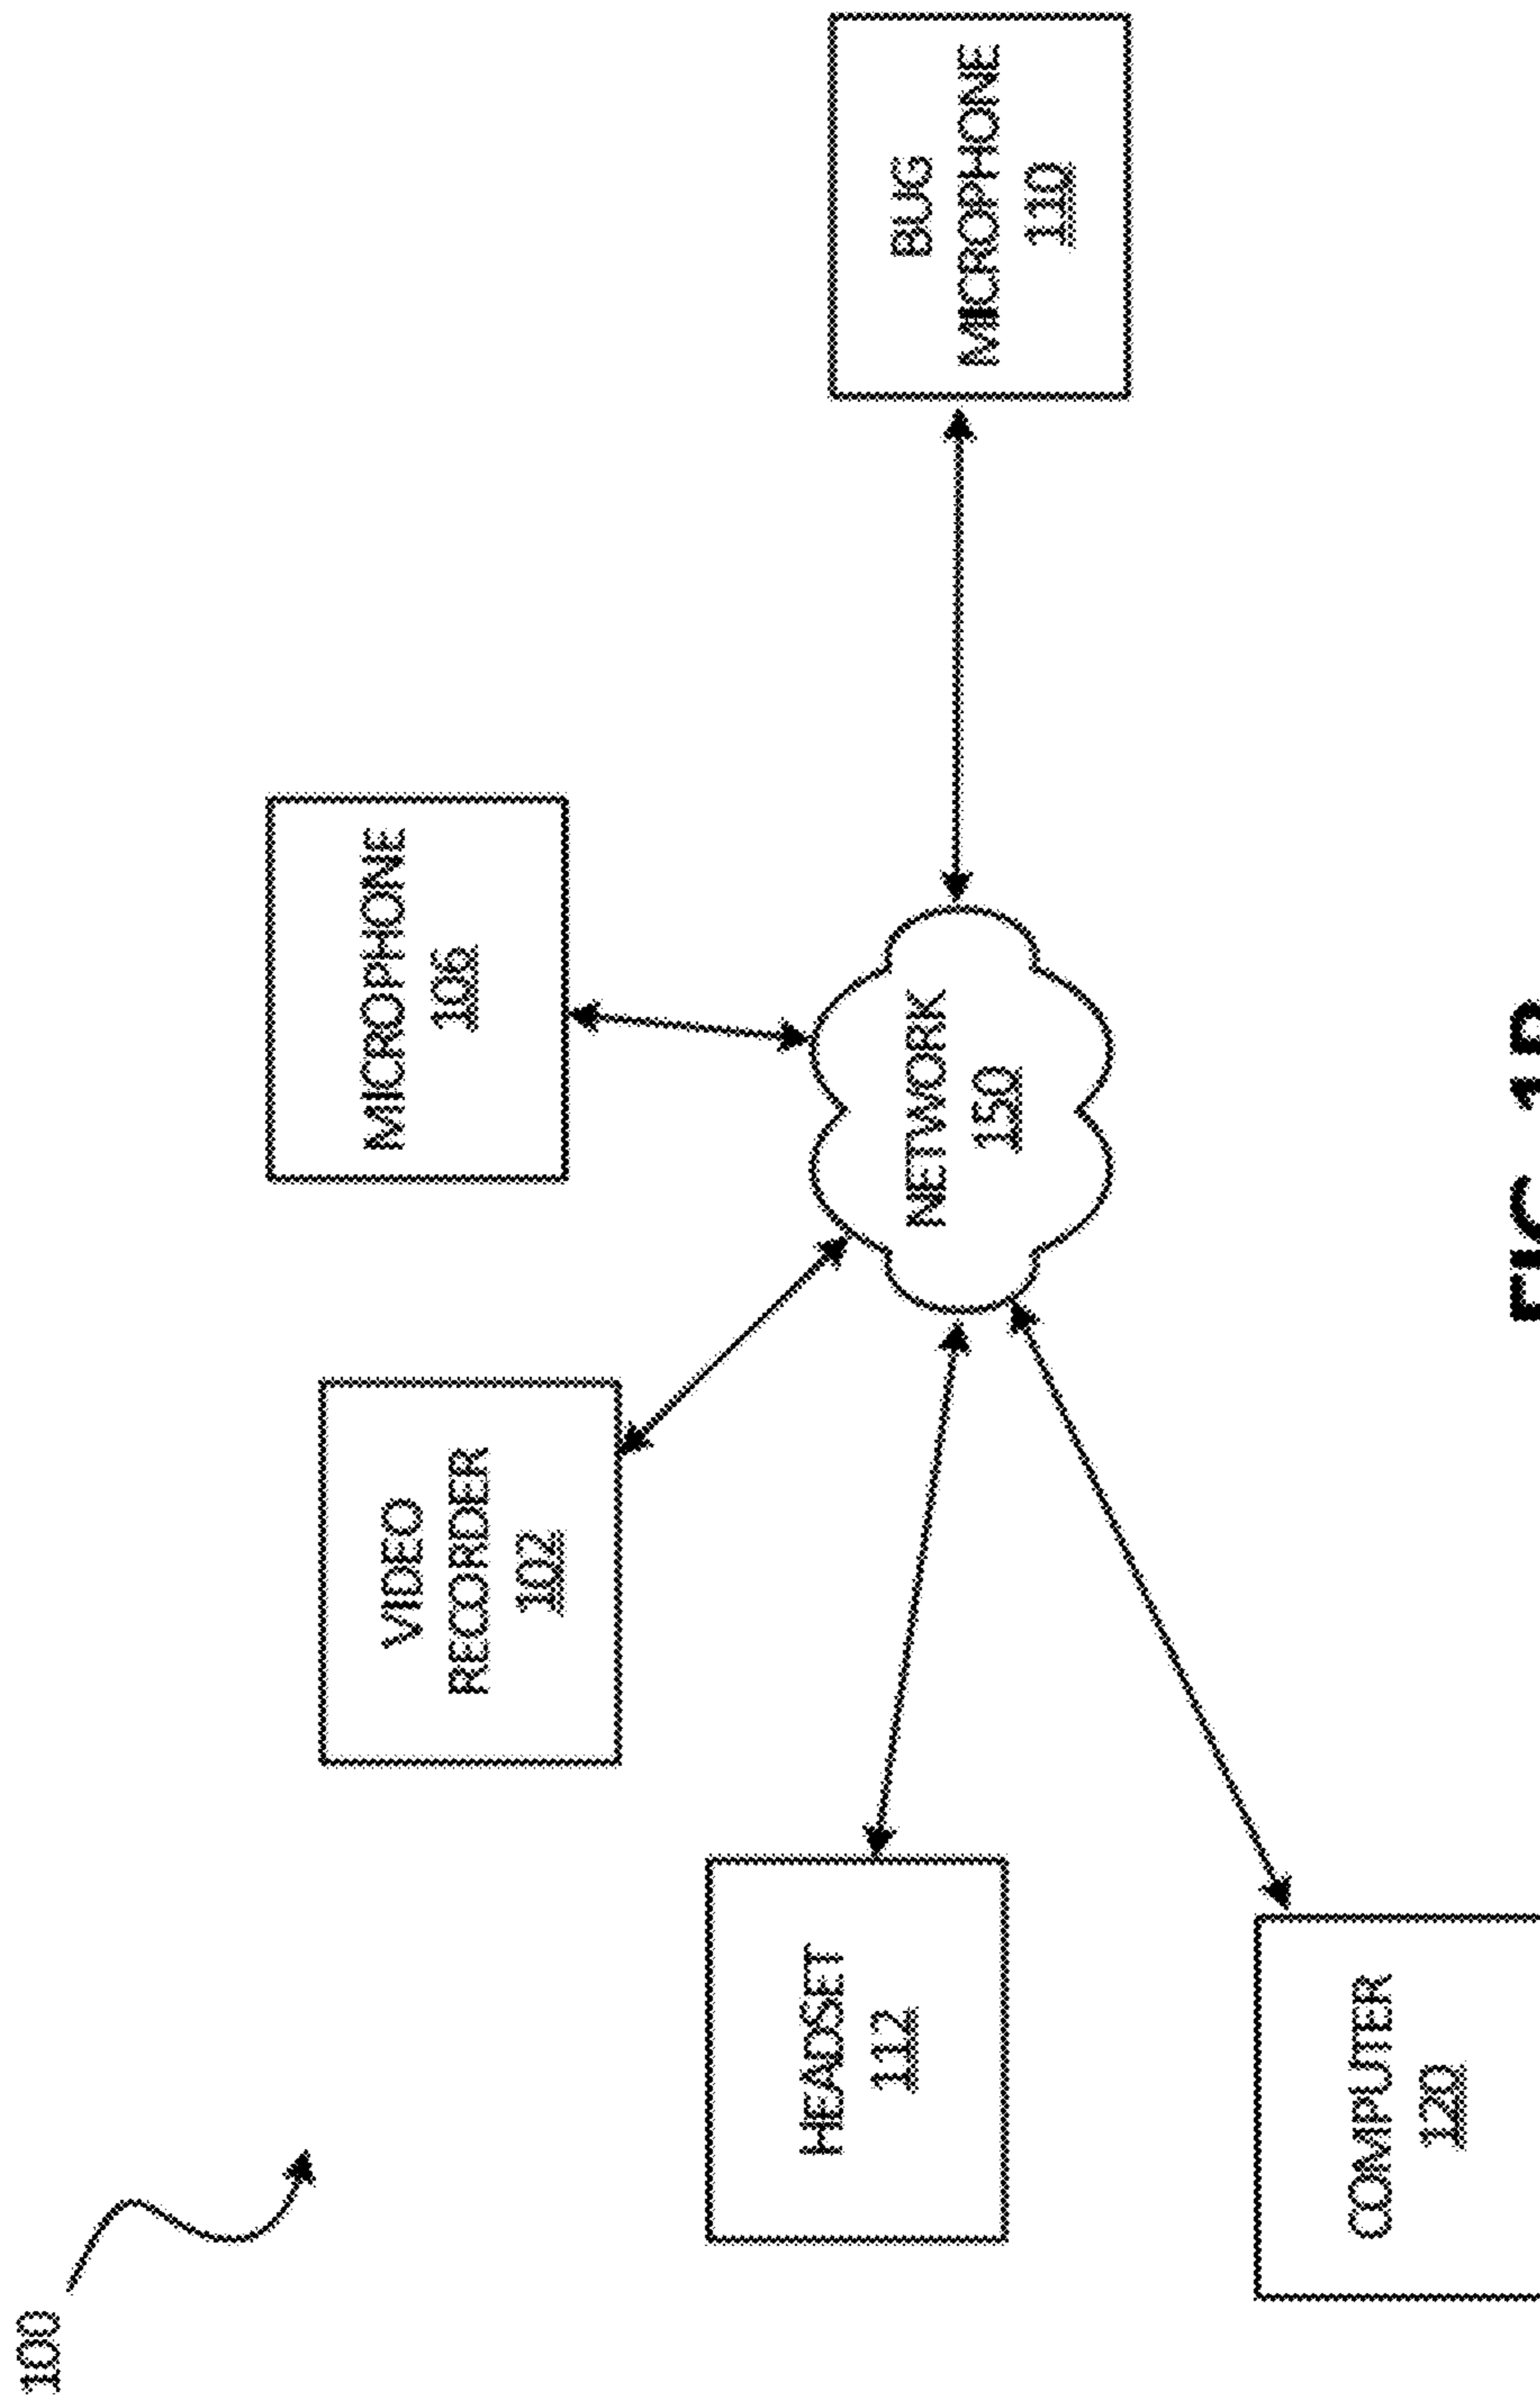 100
VIDEO
RECORDER
102
MICROPHONE
106
HEADSET
112
NETWORK
150
BUG
MICROPHONE
110
COMPUTER
120